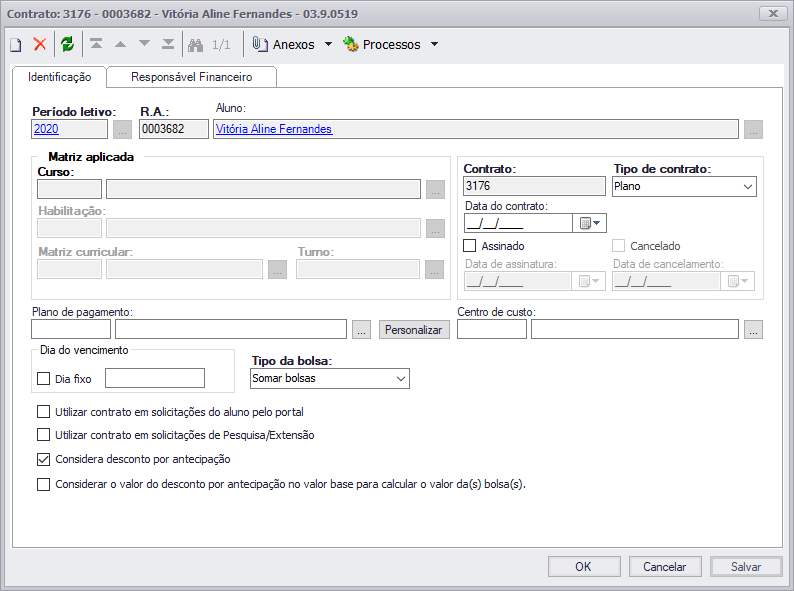 Contrato: 3176 - 0003682 - Vitória Aline Fernandes - 03.9.0519
1/1 Anexos Processos
Identificação Responsável Financeiro
Período letivo: R.A.: Aluno:
2020 ... 0003682 Vitória Aline Fernandes ...
Matriz aplicada
Curso:
...
Habilitação:
...
Matriz curricular: Turno:
... ...
Contrato: Tipo de contrato:
3176 Plano
Data do contrato:
__/__/____
Assinado Cancelado
Data de assinatura: Data de cancelamento:
__/__/____ __/__/____
Plano de pagamento: Centro de custo:
... Personalizar ...
Dia do vencimento
Dia fixo
Tipo da bolsa:
Somar bolsas
Utilizar contrato em solicitações do aluno pelo portal
Utilizar contrato em solicitações de Pesquisa/Extensão
Considera desconto por antecipação
Considerar o valor do desconto por antecipação no valor base para calcular o valor da(s) bolsa(s).
OK Cancelar Salvar